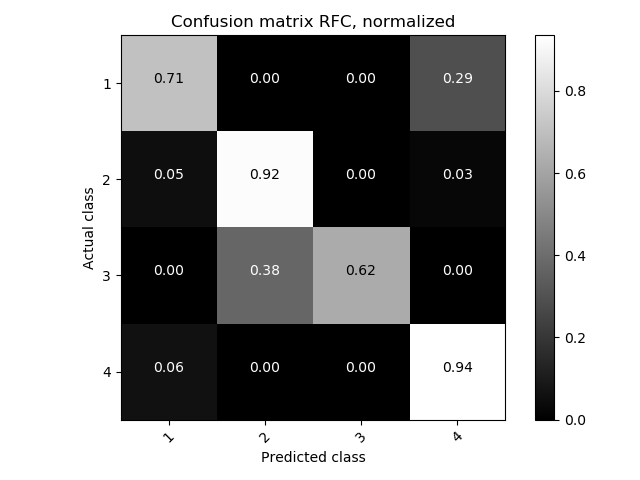 Confusion matrix RFC, normalized
1 0.71 0.00 0.00 0.29
2 0.05 0.92 0.00 0.03
3 0.00 0.38 0.62 0.00
4 0.06 0.00 0.00 0.94
1 2 3 4
Actual class
Predicted class
0.8
0.6
0.4
0.2
0.0